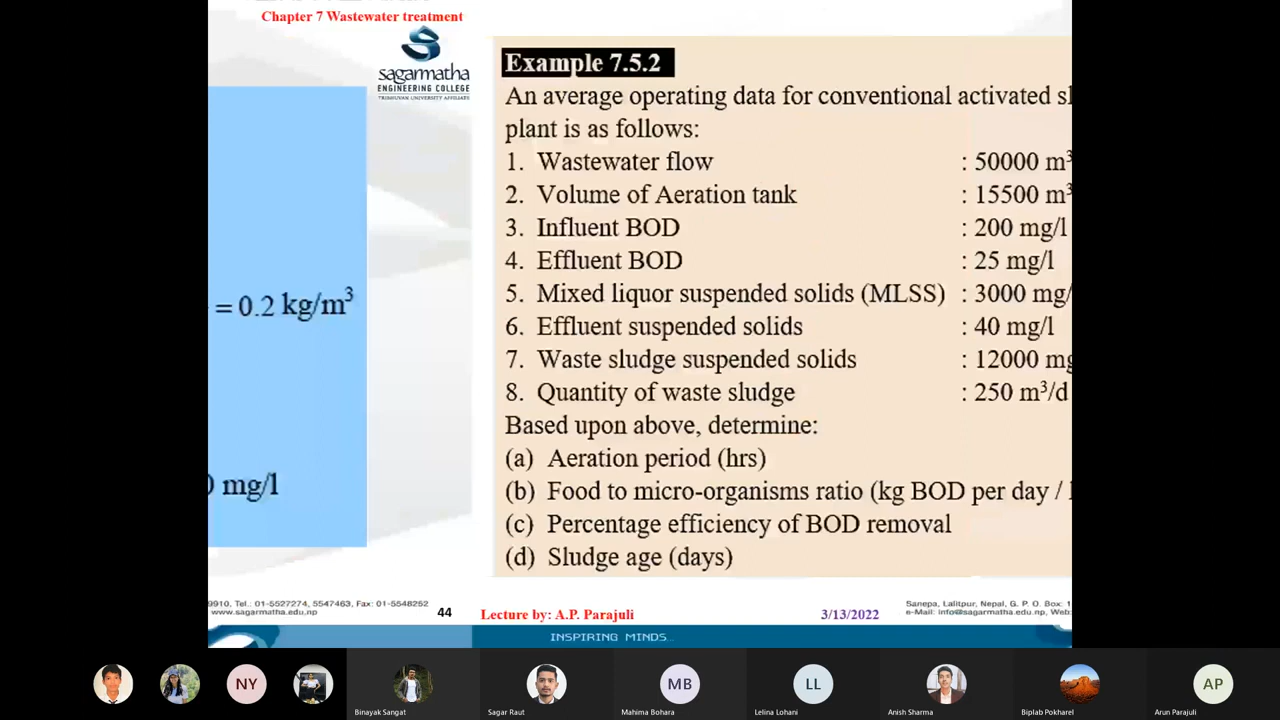 Chapter 7 Wastewater treatment
sagarmatha
ENGINEERING COLLEGE
TRIBHUVAN UNIVERSITY AFFILIATE
= 0.2 kg/m³
mg/l
Example 7.5.2
An average operating data for conventional activated sl
plant is as follows:
1. Wastewater flow : 50000 m³
2. Volume of Aeration tank : 15500 m³
3. Influent BOD : 200 mg/l
4. Effluent BOD : 25 mg/l
5. Mixed liquor suspended solids (MLSS) : 3000 mg/
6. Effluent suspended solids : 40 mg/l
7. Waste sludge suspended solids : 12000 mg
8. Quantity of waste sludge : 250 m³/d
Based upon above, determine:
(a) Aeration period (hrs)
(b) Food to micro-organisms ratio (kg BOD per day /
(c) Percentage efficiency of BOD removal
(d) Sludge age (days)
9910, Tel.: 01-5527274, 5547463, Fax: 01-5548252
www.sagarmatha.edu.np
44
Lecture by: A.P. Parajuli
3/13/2022
Sanepa, Lalitpur, Nepal, G. P. O. Box: 1
e-Mail: info@sagarmatha.edu.np, Web:
INSPIRING MINDS...
NY
MB
LL
AP
Binayak Sangat
Sagar Raut
Mahima Bohara
Lelina Lohani
Anish Sharma
Biplab Pokharel
Arun Parajuli